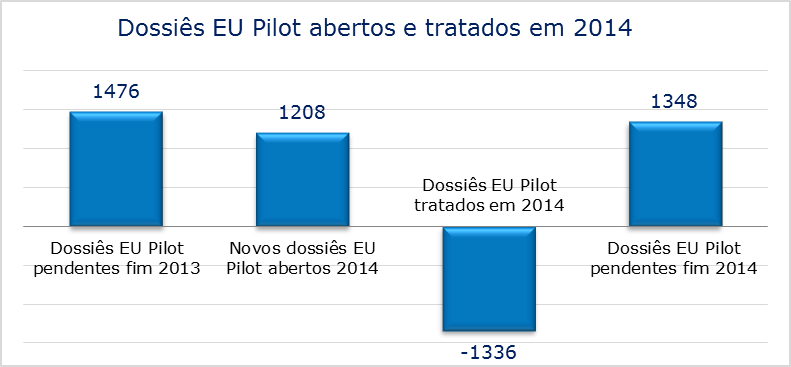 Dossiês EU Pilot abertos e tratados em 2014
1476
1208
1348
Dossiês EU Pilot
tratados em 2014
Dossiês EU Pilot
pendentes fim 2013
Novos dossiês EU
Pilot abertos 2014
Dossiês EU Pilot
pendentes fim 2014
-1336